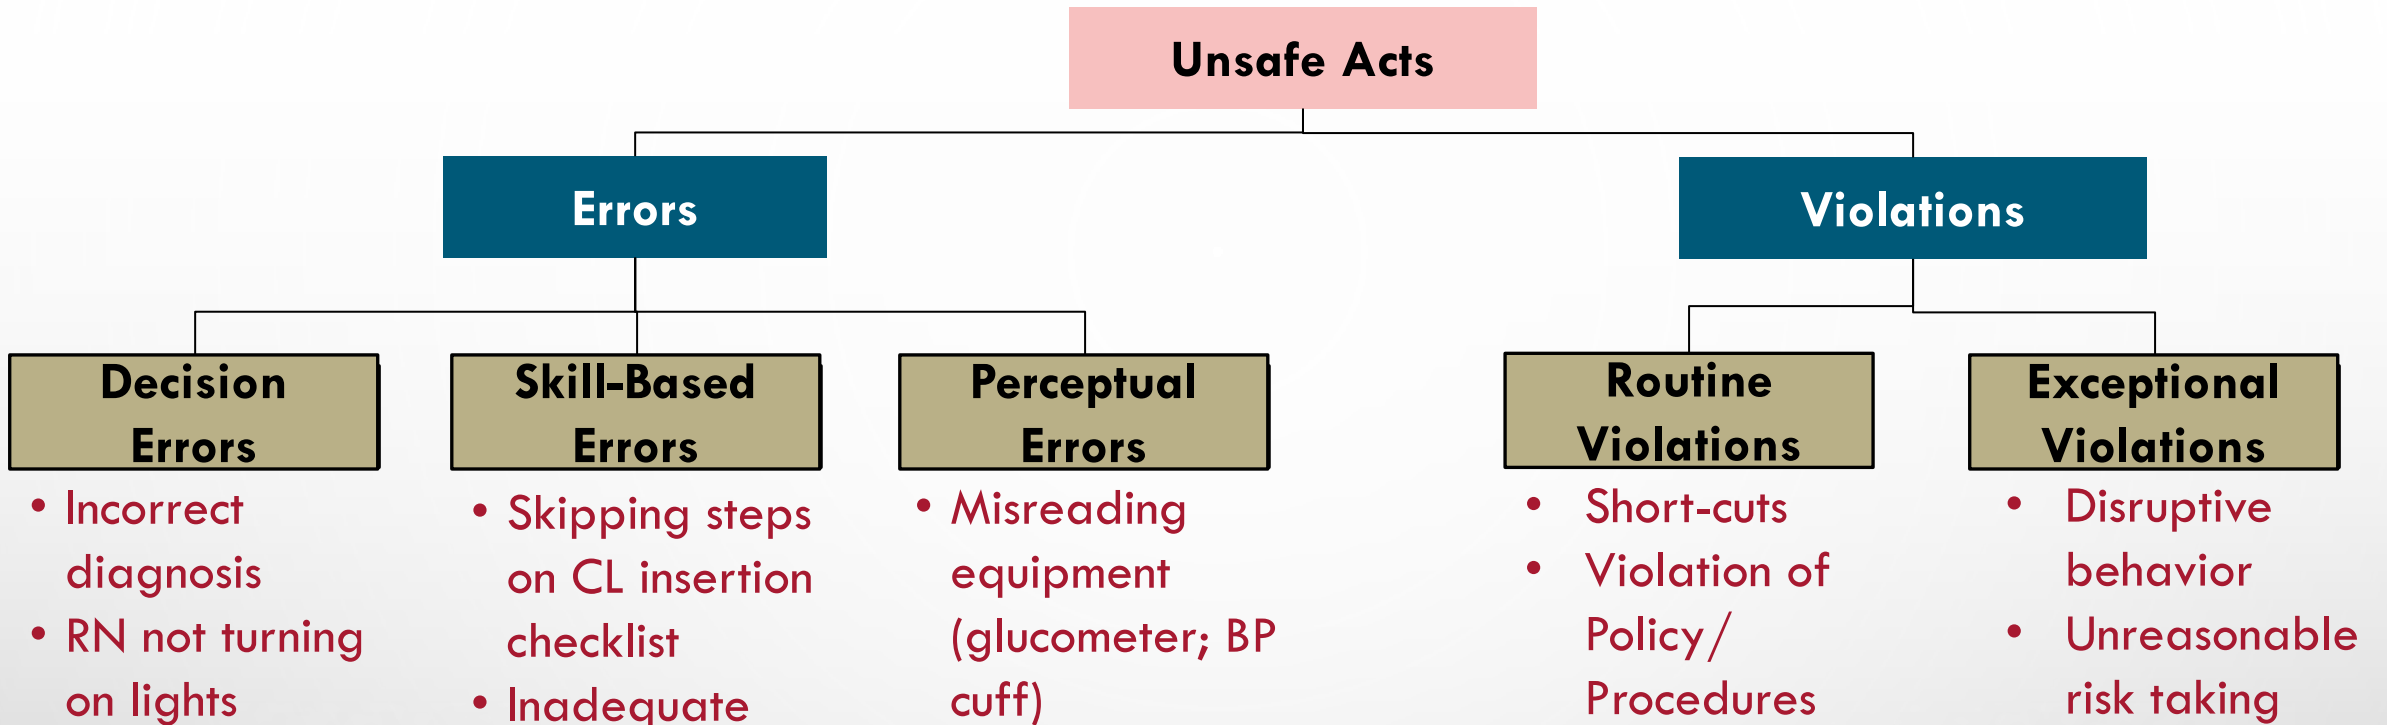 Unsafe Acts
Errors
Violations
Decision
Errors
Skill-Based
Errors
Perceptual
Errors
Routine
Violations
Exceptional
Violations
• Incorrect
diagnosis
• RN not turning
on lights
• Skipping steps
on CL insertion
checklist
• Inadequate
• Misreading
equipment
(glucometer; BP
cuff)
• Short-cuts
• Violation of
Policy/
Procedures
• Disruptive
behavior
• Unreasonable
risk taking